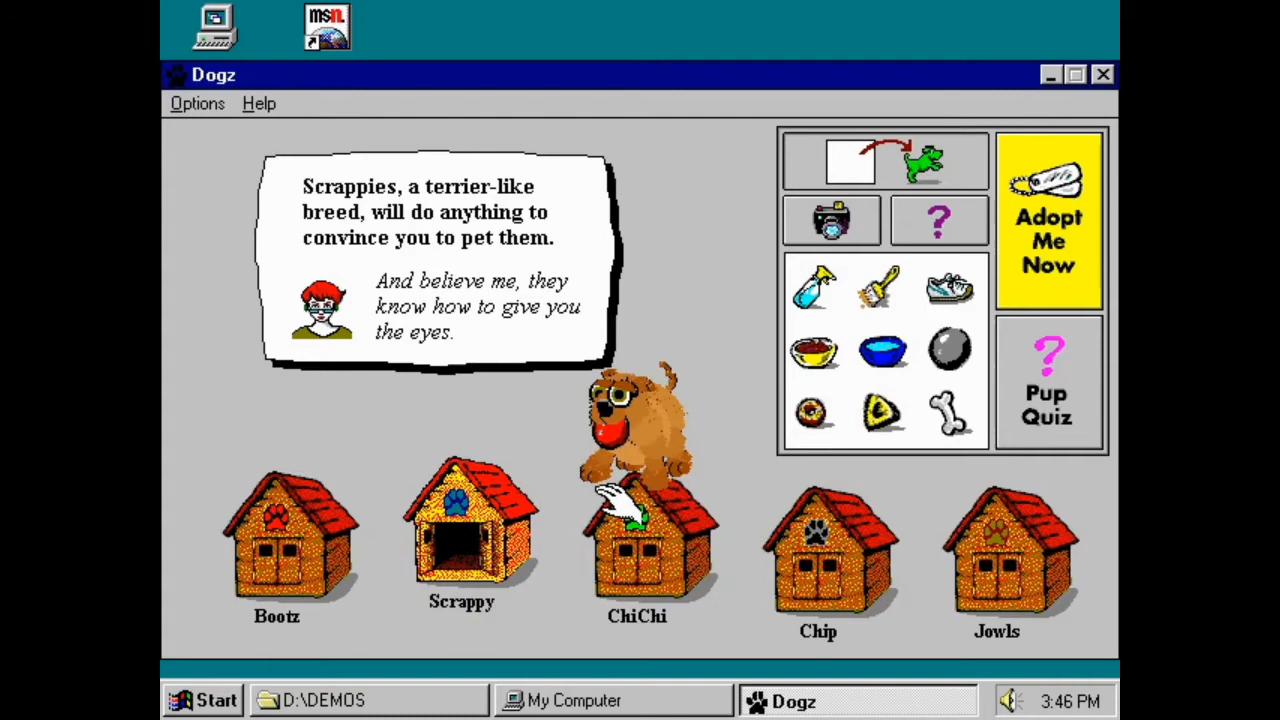 msn
Dogz
Options Help
Scrappies, a terrier-like
breed, will do anything to
convince you to pet them.
And believe me, they
know how to give you
the eyes.
?
Adopt
Me
Now
?
Pup
Quiz
Bootz
Scrappy
ChiChi
Chip
Jowls
Start
D:\DEMOS
My Computer
Dogz
3:46 PM